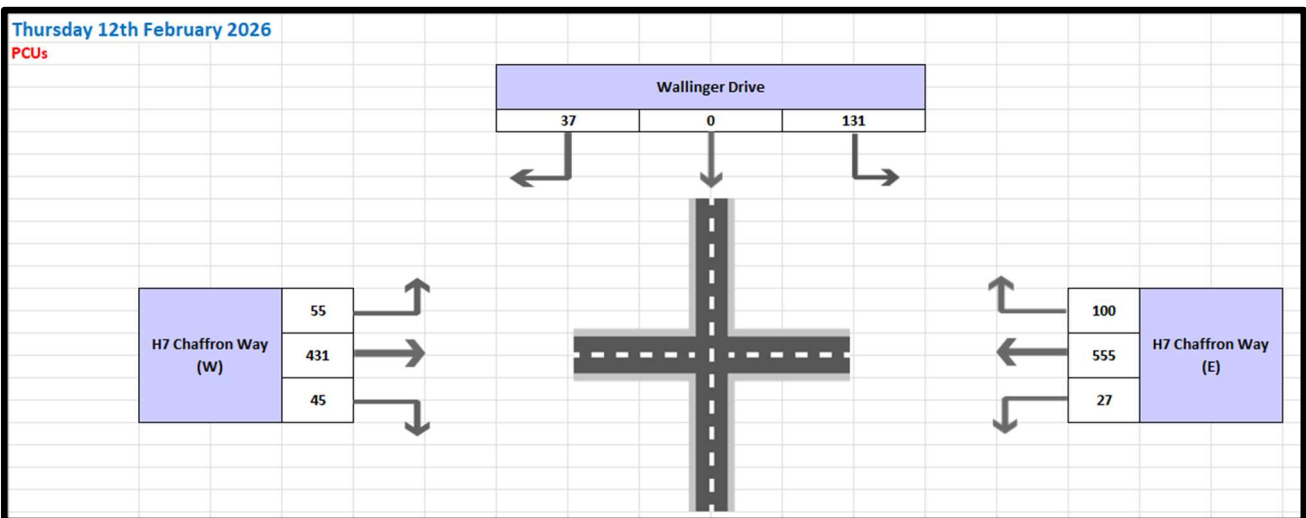 Thursday 12th February 2026
PCUs
Wallinger Drive
37 0 131
55
H7 Chaffron Way
(W)
431
45
100
555
27
H7 Chaffron Way
(E)